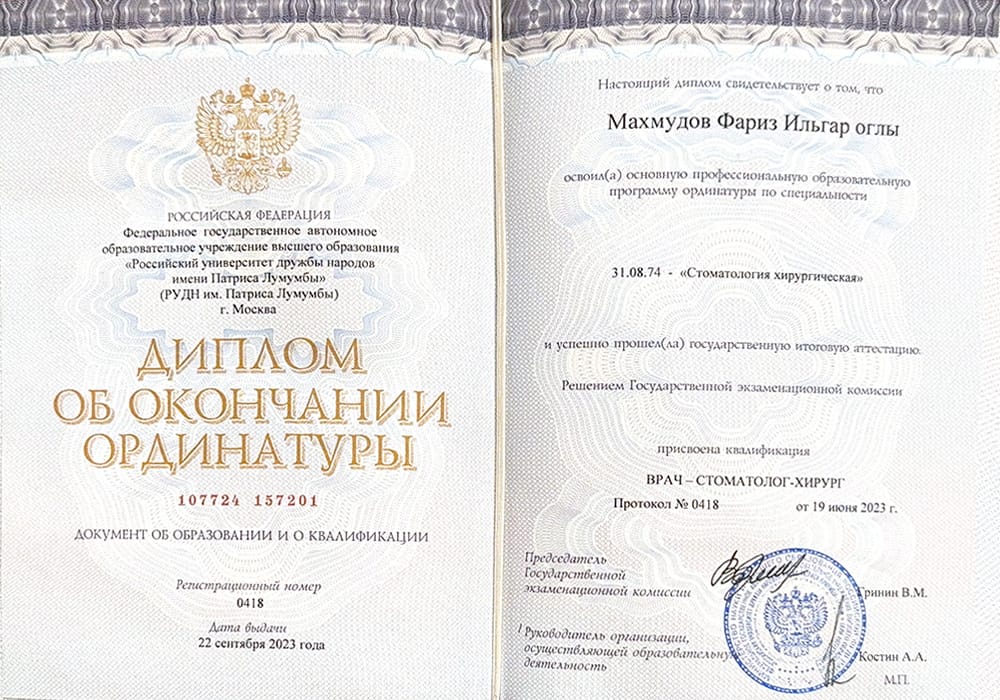 РОССИЙСКАЯ ФЕДЕРАЦИЯ
Федеральное государственное автономное
образовательное учреждение высшего образования
«Российский университет дружбы народов
имени Патриса Лумумбы»
(РУДН им. Патриса Лумумбы)
г. Москва
ДИПЛОМ
ОБ ОКОНЧАНИИ
ОРДИНАТУРЫ
107724 157201
ДОКУМЕНТ ОБ ОБРАЗОВАНИИ И О КВАЛИФИКАЦИИ
Регистрационный номер
0418
Дата выдачи
22 сентября 2023 года
Настоящий диплом свидетельствует о том, что
Махмудов Фариз Ильгар оглы
освоил(а) основную профессиональную образовательную
программу ординатуры по специальности
31.08.74 - «Стоматология хирургическая»
и успешно прошел(ла) государственную итоговую аттестацию.
Решением Государственной экзаменационной комиссии
присвоена квалификация
ВРАЧ – СТОМАТОЛОГ-ХИРУРГ
Протокол № 0418 от 19 июня 2023 г.
Председатель
Государственной
экзаменационной комиссии Гринин В.М.
Руководитель организации,
осуществляющей образовательную
деятельность Костин А.А.
М.П.